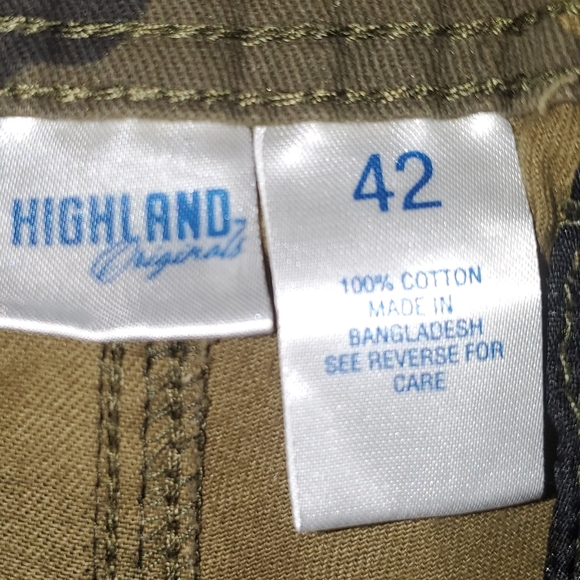 HIGHLAND
Originals
42
100% COTTON
MADE IN
BANGLADESH
SEE REVERSE FOR
CARE